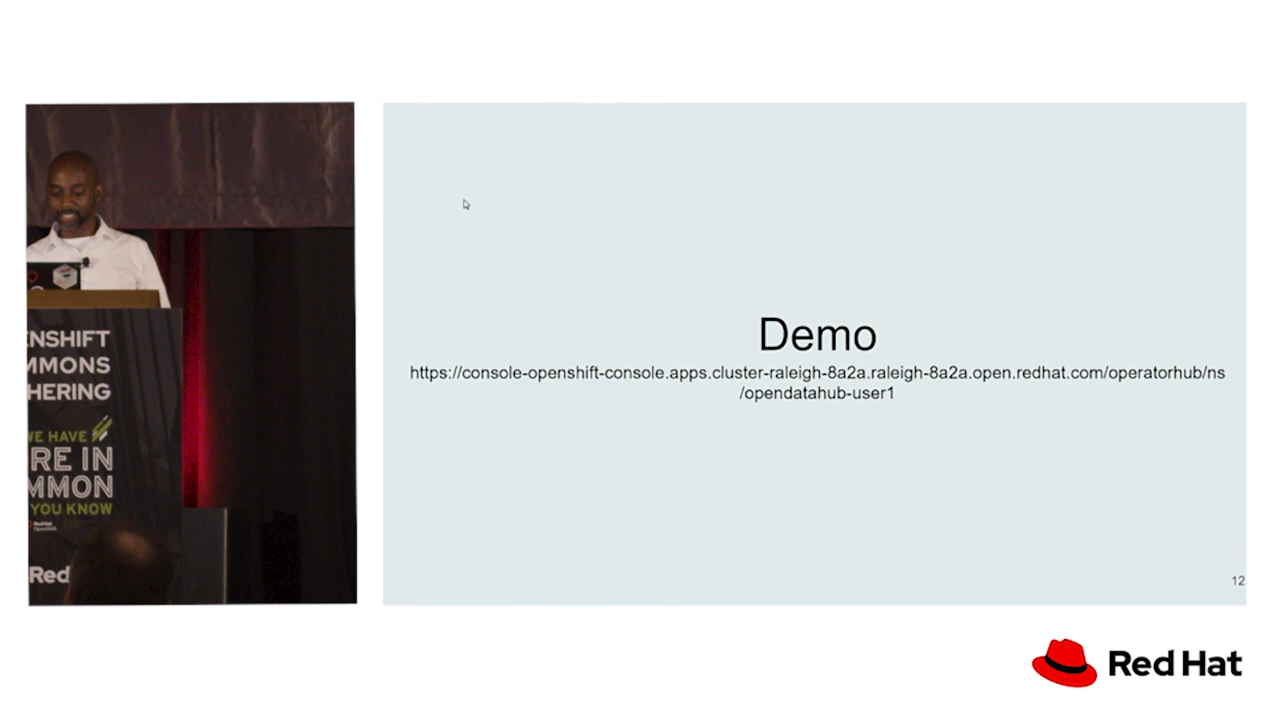 ENSHIFT
MMONS
HERING
WE HAVE
RE IN
MMON
YOU KNOW
Red
Demo
https://console-openshift-console.apps.cluster-raleigh-8a2a.raleigh-8a2a.open.redhat.com/operatorhub/ns
/opendatahub-user1
12
Red Hat